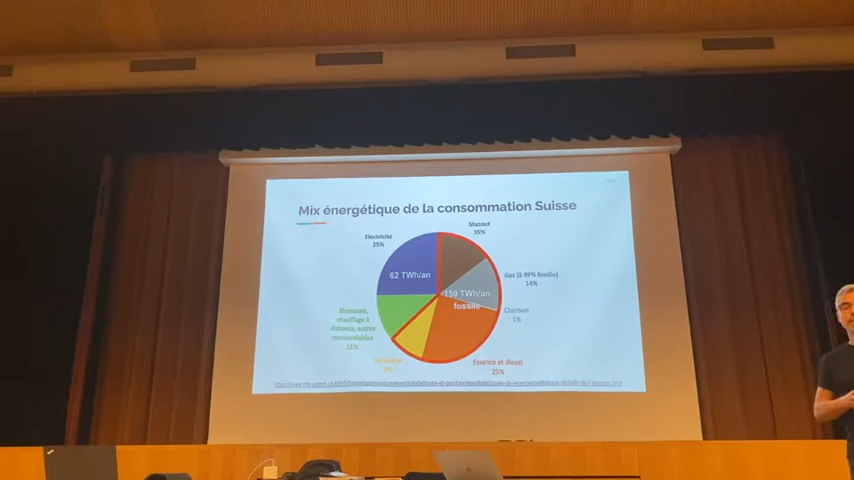 Mix énergétique de la consommation Suisse
Mazout
15%
Electricité
25%
62 TWh/an
Gaz (à 99% fossile)
14%
159 TWh/an
fossile
Charbon
1%
Biomasse,
chauffage à
distance, autres
renouvelables
11%
Essence et diesel
25%